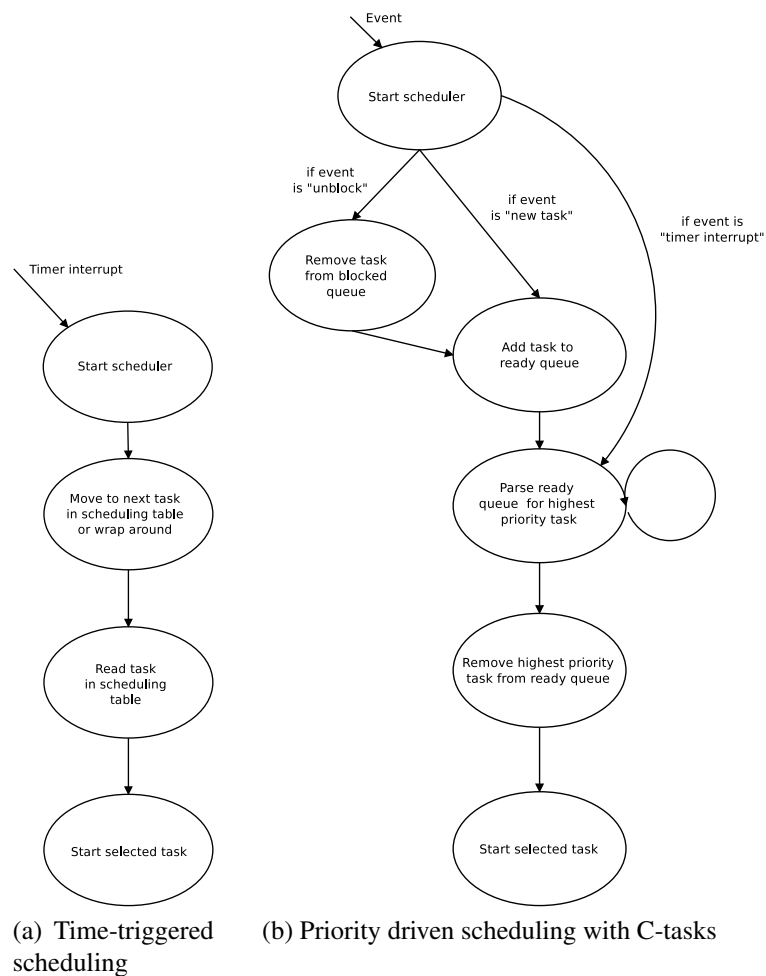 Event
Start scheduler
if event
is "unblock"
if event
is "new task"
if event is
"timer interrupt"
Remove task
from blocked
queue
Add task to
ready queue
Parse ready
queue for highest
priority task
Remove highest priority
task from ready queue
Start selected task
Timer interrupt
Start scheduler
Move to next task
in scheduling table
or wrap around
Read task
in scheduling
table
Start selected task
(a) Time-triggered
scheduling
(b) Priority driven scheduling with C-tasks